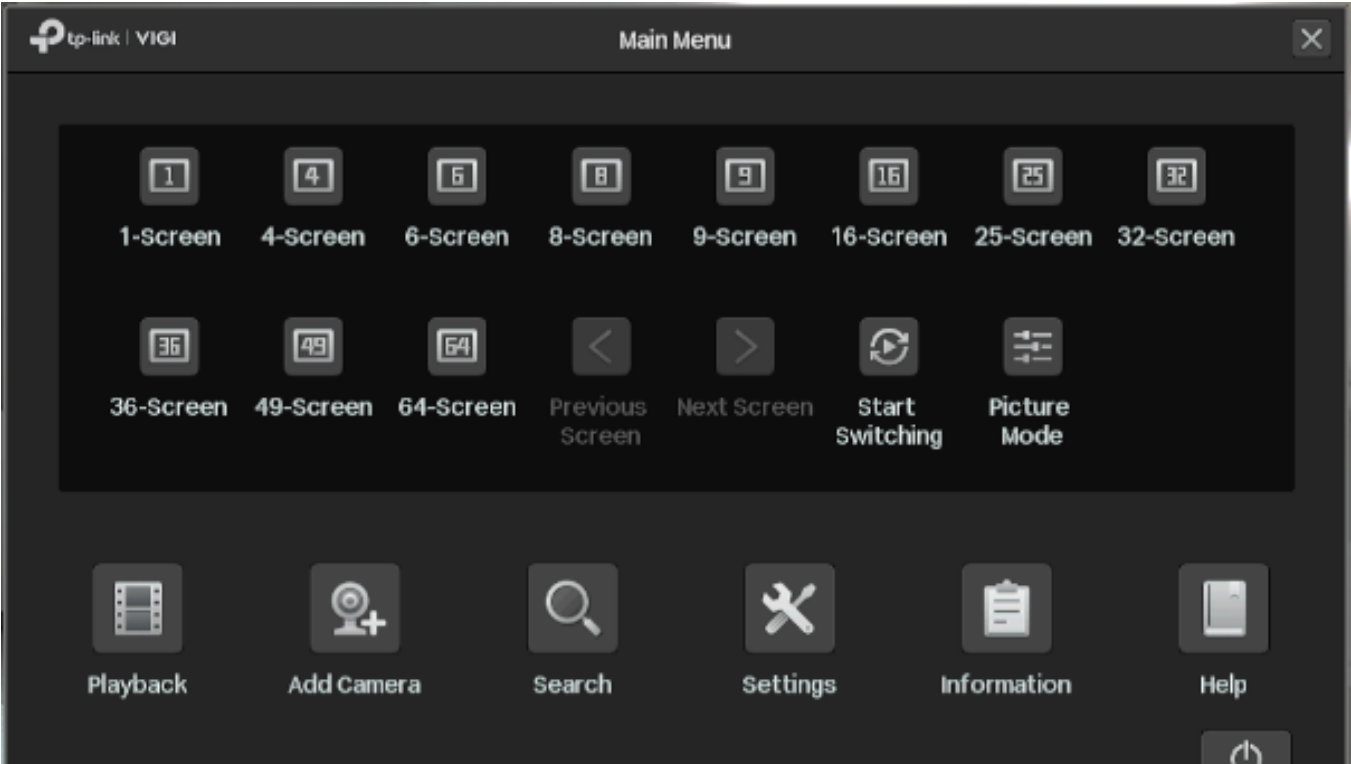 tp-link | VIGI
Main Menu
1
4
6
8
9
16
25
32
1-Screen
4-Screen
6-Screen
8-Screen
9-Screen
16-Screen
25-Screen
32-Screen
36
49
64
36-Screen
49-Screen
64-Screen
Previous
Screen
Next Screen
Start
Switching
Picture
Mode
Playback
Add Camera
Search
Settings
Information
Help